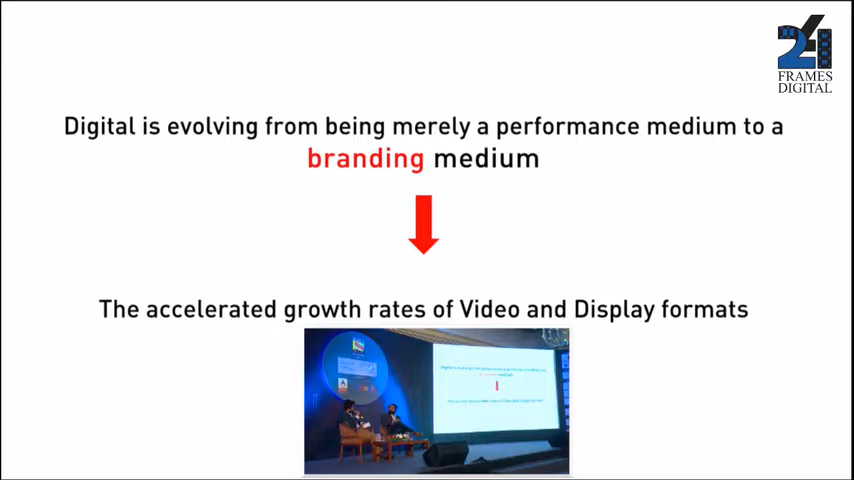 24
FRAMES
DIGITAL
Digital is evolving from being merely a performance medium to a
branding medium
The accelerated growth rates of Video and Display formats